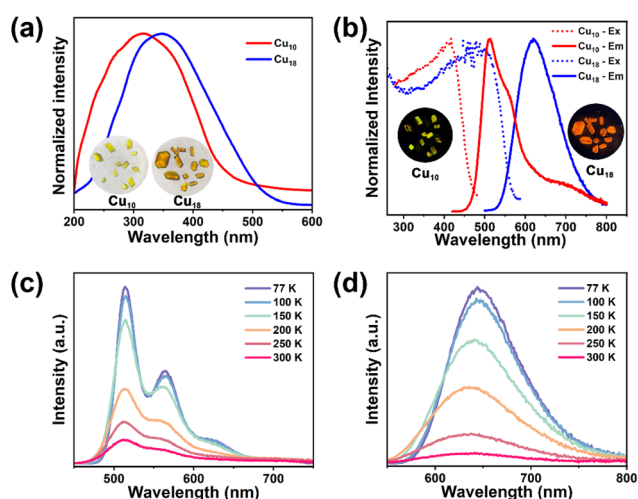 (a)
Normalized intensity
Cu10
Cu18
Cu10
Cu18
200 300 400 500 600
Wavelength (nm)
(b)
Normalized Intensity
Cu10 - Ex
Cu10 - Em
Cu18 - Ex
Cu18 - Em
Cu10
Cu18
300 400 500 600 700 800
Wavelength (nm)
(c)
Intensity (a.u.)
77 K
100 K
150 K
200 K
250 K
300 K
500 600 700
Wavelength (nm)
(d)
Intensity (a.u.)
77 K
100 K
150 K
200 K
250 K
300 K
600 700 800
Wavelength (nm)